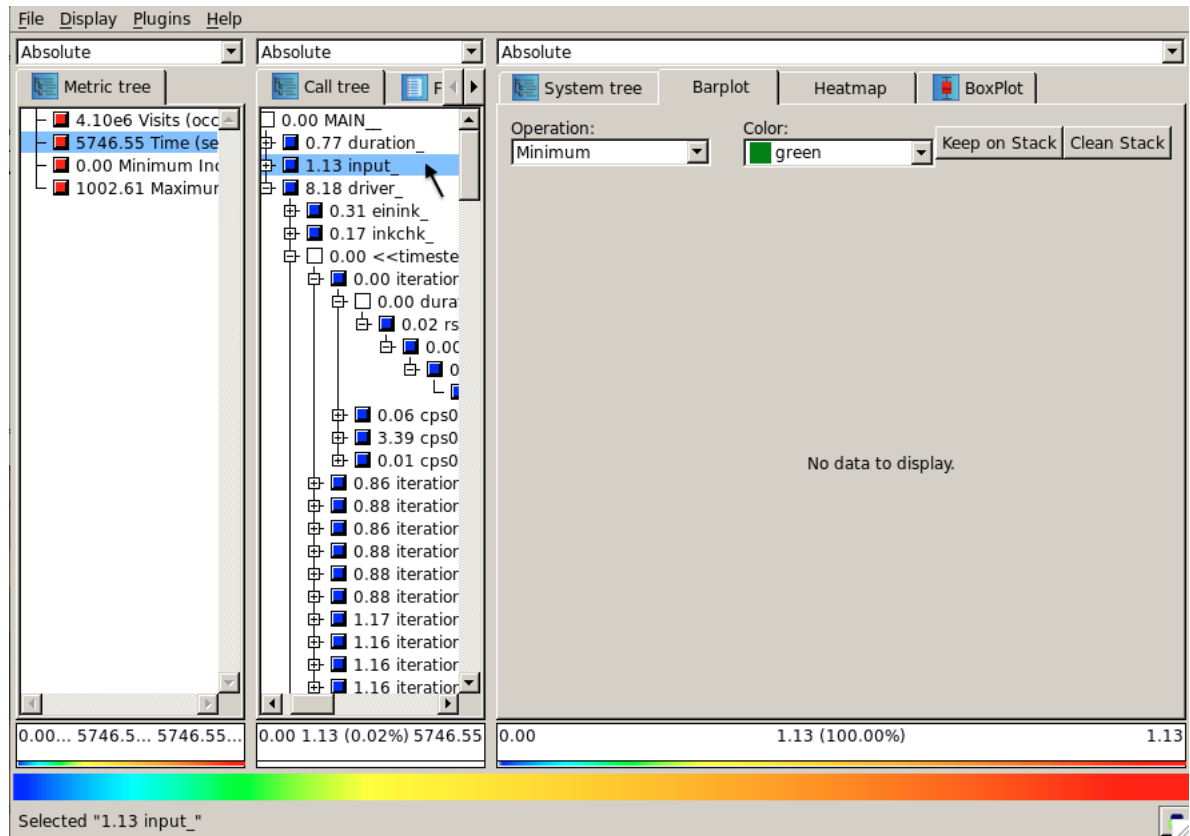 File Display Plugins Help
Absolute
Absolute
Absolute
Metric tree
Call tree
F
System tree
Barplot
Heatmap
BoxPlot
4.10e6 Visits (occ
5746.55 Time (se
0.00 Minimum Inc
1002.61 Maximur
0.00 MAIN__
0.77 duration_
1.13 input_
8.18 driver_
0.31 einink_
0.17 inkchk_
0.00 <<timeste
0.00 iteration
0.00 dura
0.02 rs
0.00
0
0.06 cps0
3.39 cps0
0.01 cps0
0.86 iteration
0.88 iteration
0.86 iteration
0.88 iteration
0.88 iteration
0.88 iteration
1.17 iteration
1.16 iteration
1.16 iteration
1.16 iteration
Operation:
Minimum
Color:
green
Keep on Stack
Clean Stack
No data to display.
0.00... 5746.5... 5746.55...
0.00 1.13 (0.02%) 5746.55
0.00 1.13 (100.00%) 1.13
Selected "1.13 input_"